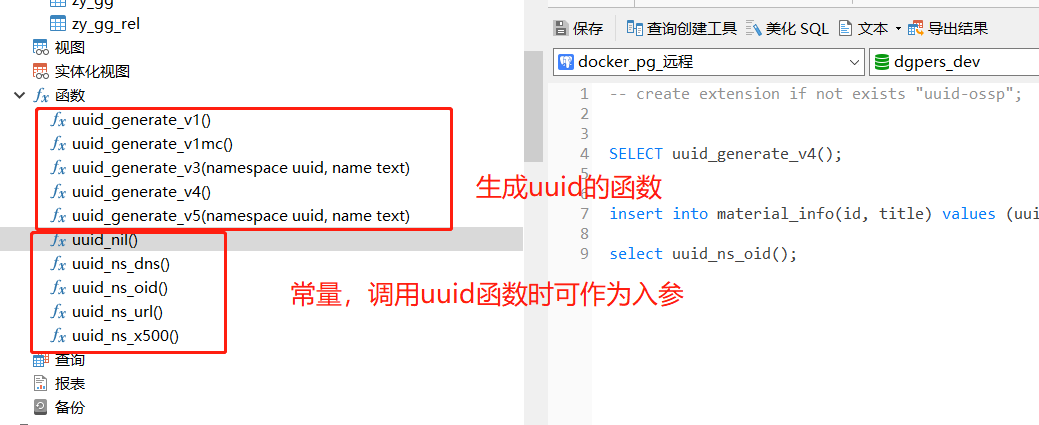 zy_gg
zy_gg_rel
视图
实体化视图
函数
uuid_generate_v1()
uuid_generate_v1mc()
uuid_generate_v3(namespace uuid, name text)
uuid_generate_v4()
uuid_generate_v5(namespace uuid, name text)
uuid_nil()
uuid_ns_dns()
uuid_ns_oid()
uuid_ns_url()
uuid_ns_x500()
查询
报表
备份
生成uuid的函数
常量，调用uuid函数时可作为入参
保存 查询创建工具 美化 SQL 文本 导出结果
docker_pg_远程 dgpers_dev
1 -- create extension if not exists "uuid-ossp";
2
3
4 SELECT uuid_generate_v4();
5
6
7 insert into material_info(id, title) values (uu
8
9 select uuid_ns_oid();